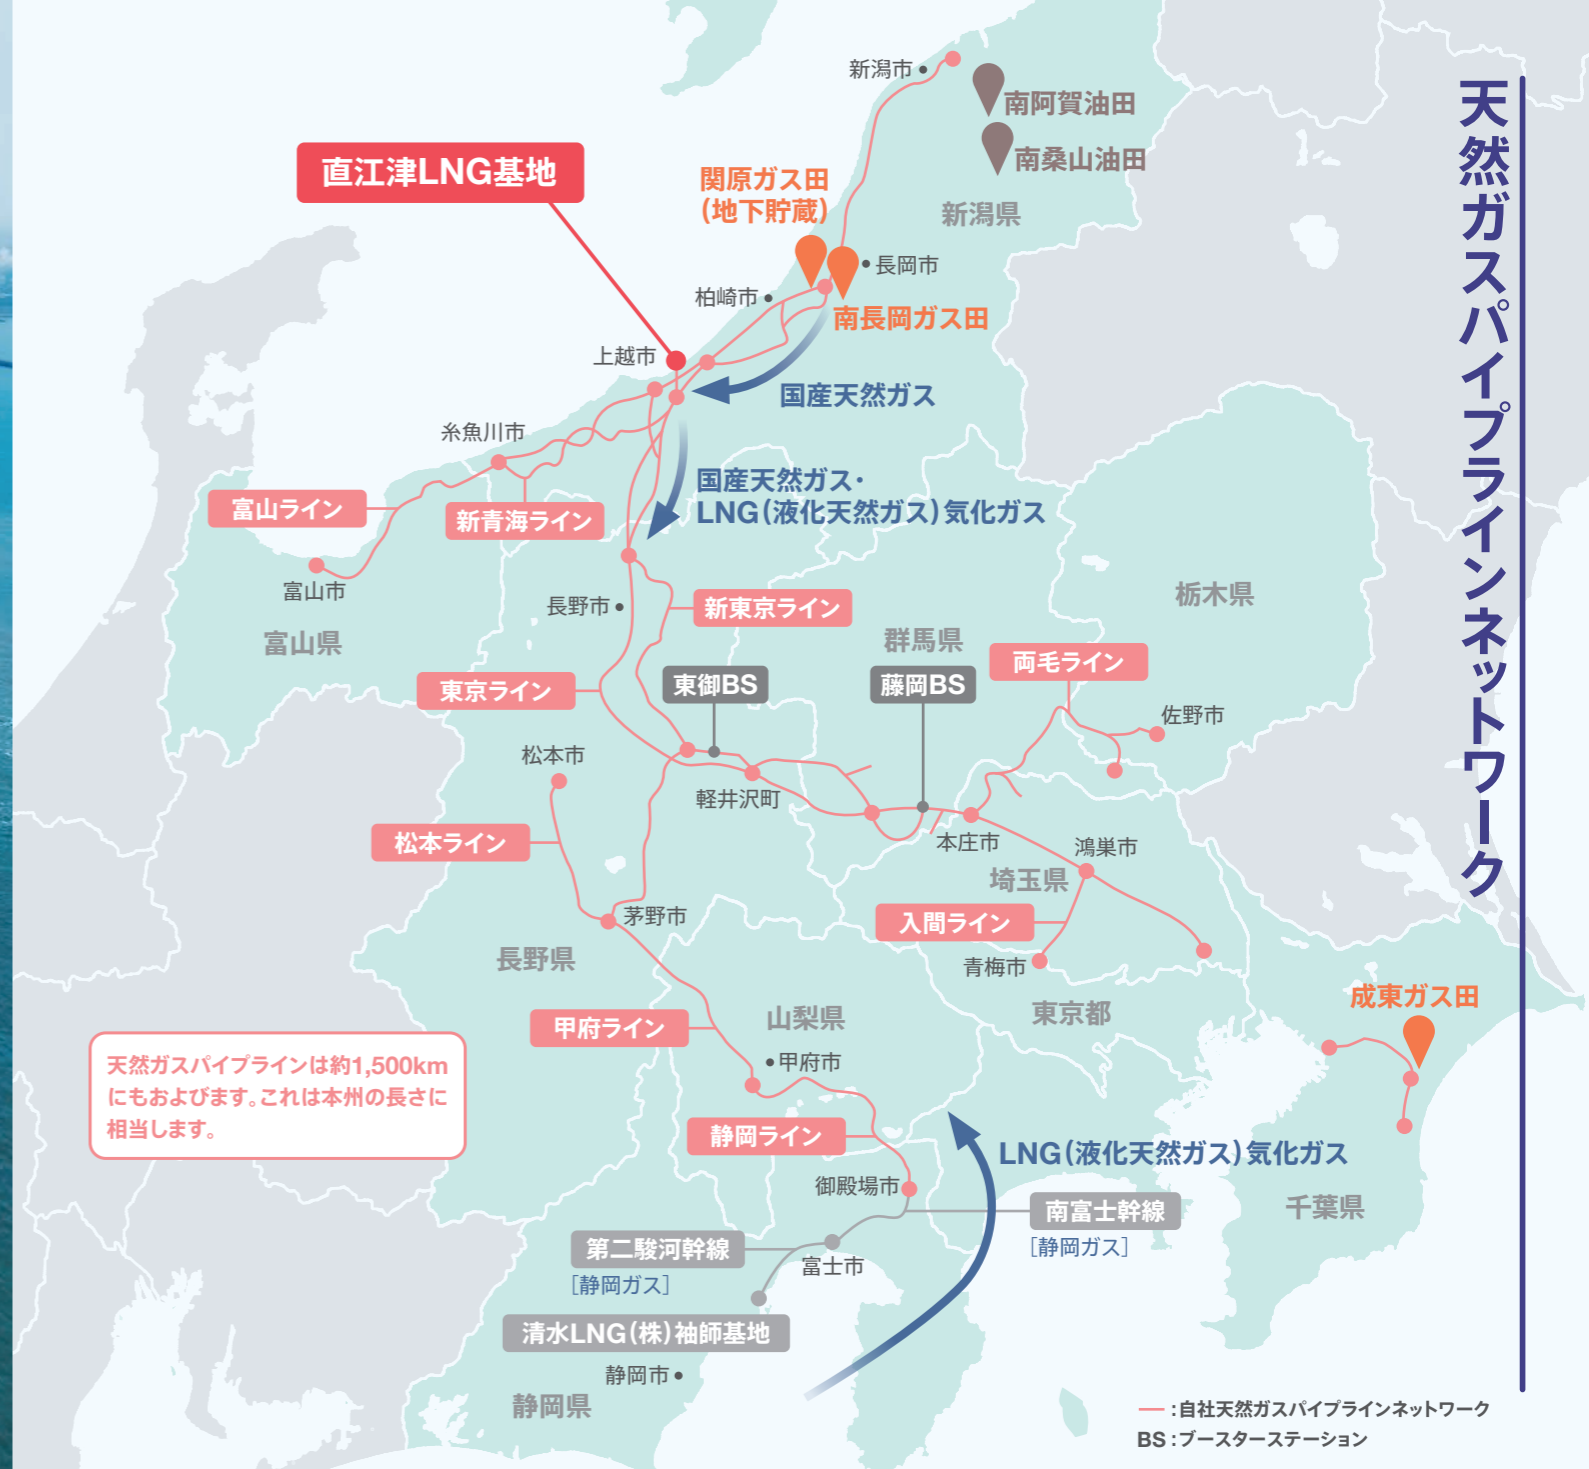 天然ガスパイプラインネットワーク
新潟市
南阿賀油田
南桑山油田
新潟県
直江津LNG基地
関原ガス田
(地下貯蔵)
長岡市
柏崎市
南長岡ガス田
上越市
国産天然ガス
糸魚川市
国産天然ガス・
LNG(液化天然ガス)気化ガス
富山ライン
新青海ライン
富山市
富山県
長野市
新東京ライン
栃木県
群馬県
両毛ライン
東京ライン
東御BS
藤岡BS
佐野市
松本市
軽井沢町
松本ライン
本庄市
鴻巣市
埼玉県
茅野市
入間ライン
長野県
青梅市
東京都
成東ガス田
甲府ライン
山梨県
甲府市
天然ガスパイプラインは約1,500km
にもおよびます。これは本州の長さに
相当します。
静岡ライン
LNG(液化天然ガス)気化ガス
御殿場市
千葉県
南富士幹線
[静岡ガス]
第二駿河幹線
[静岡ガス]
富士市
清水LNG(株)袖師基地
静岡市
静岡県
:自社天然ガスパイプラインネットワーク
BS:ブースターステーション